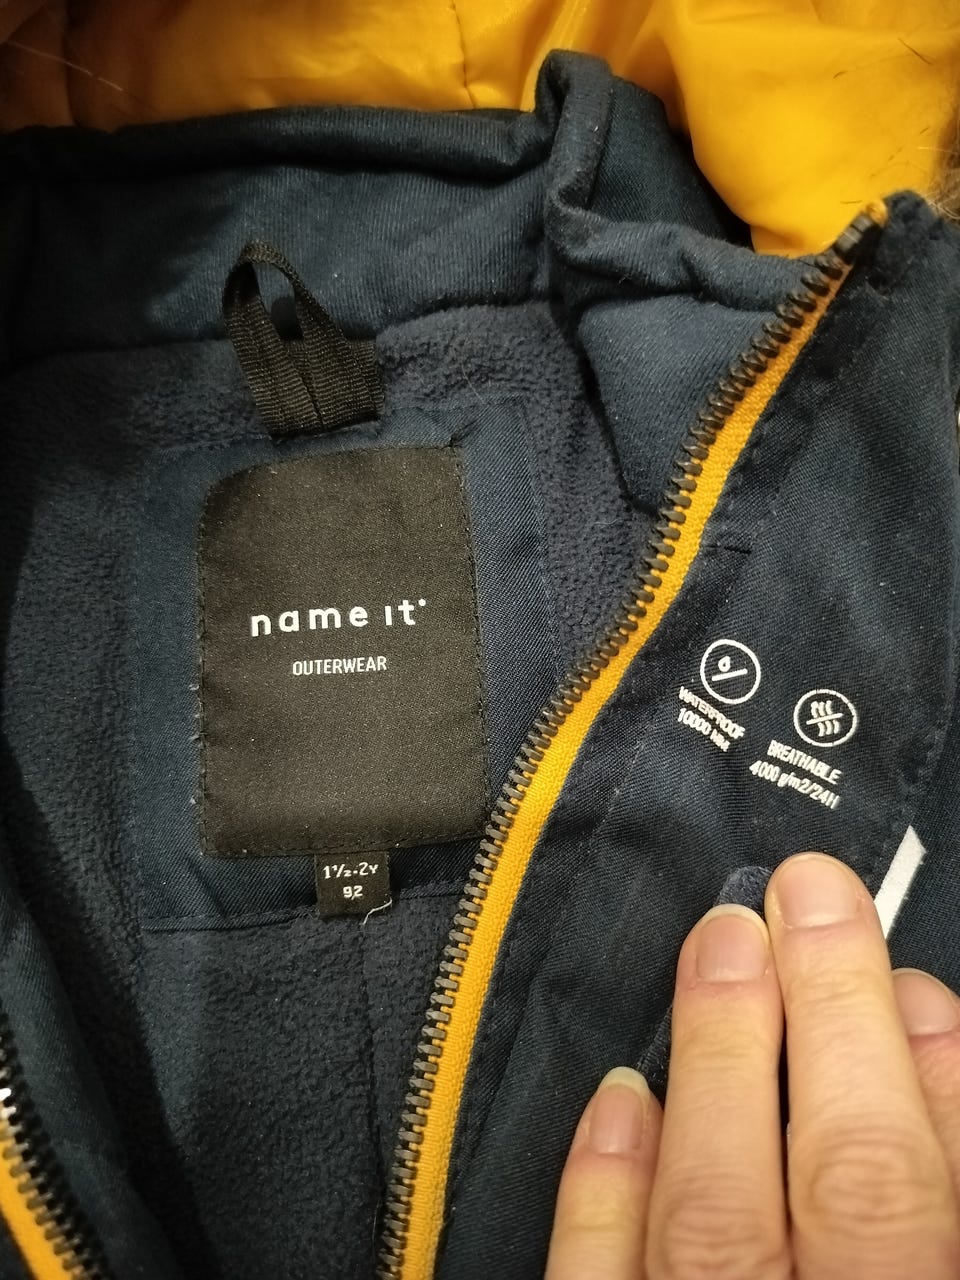 name it
OUTERWEAR
1½-2Y
92
WATERPROOF
10000 MM
BREATHABLE
4000 g/m2/24H